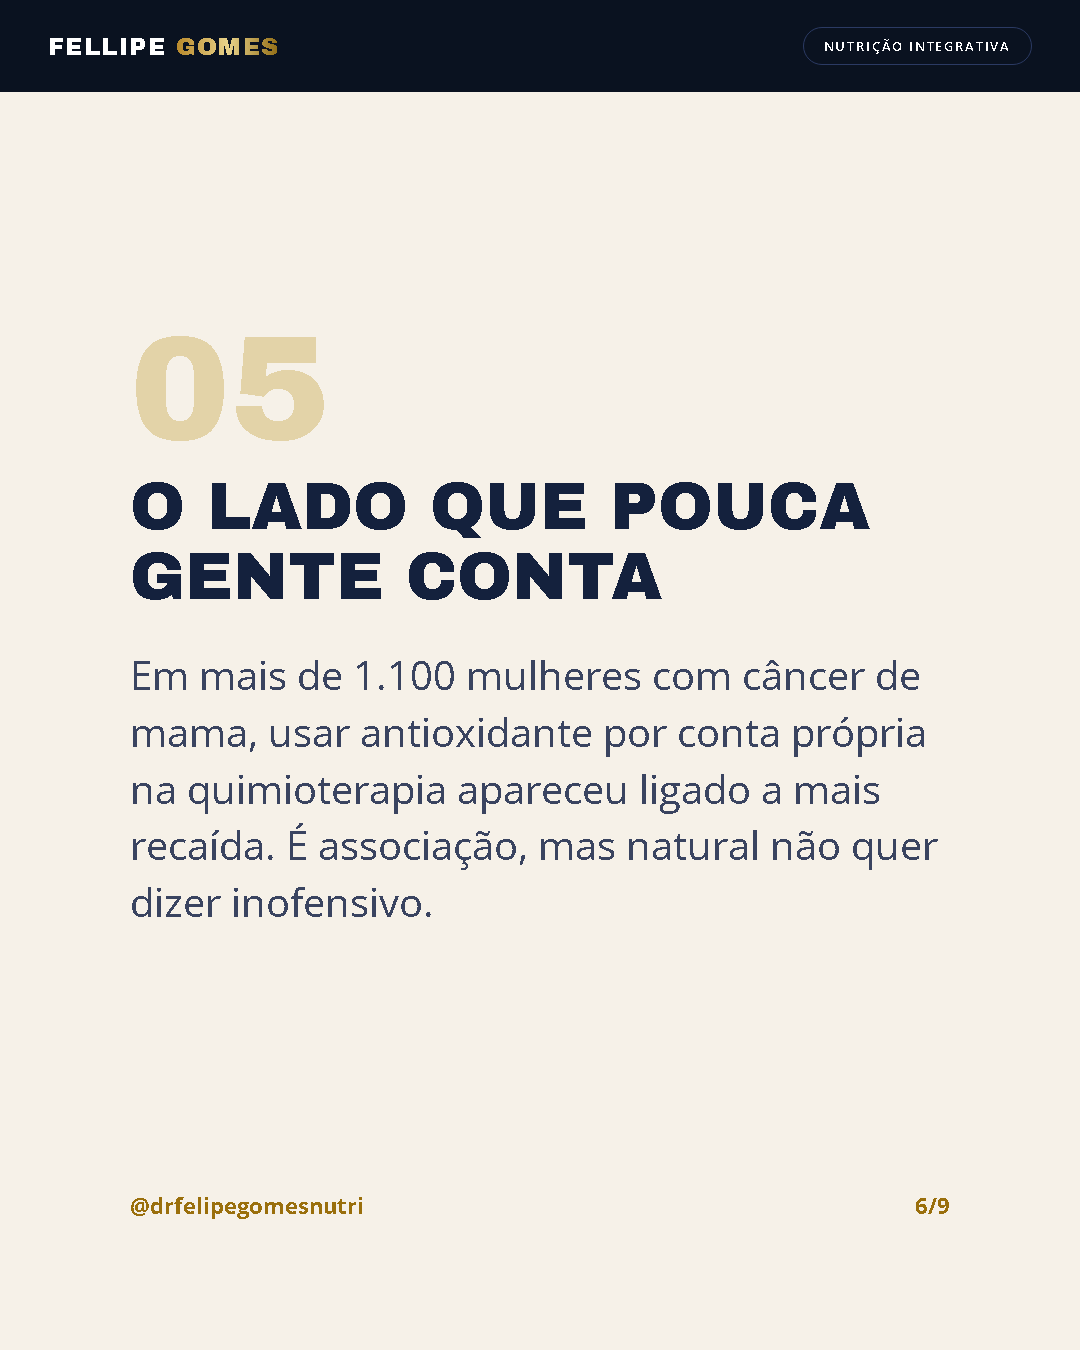 FELLIPE GOMES
NUTRIÇÃO INTEGRATIVA
05
O LADO QUE POUCA
GENTE CONTA
Em mais de 1.100 mulheres com câncer de
mama, usar antioxidante por conta própria
na quimioterapia apareceu ligado a mais
recaída. É associação, mas natural não quer
dizer inofensivo.
@drfelipegomesnutri
6/9